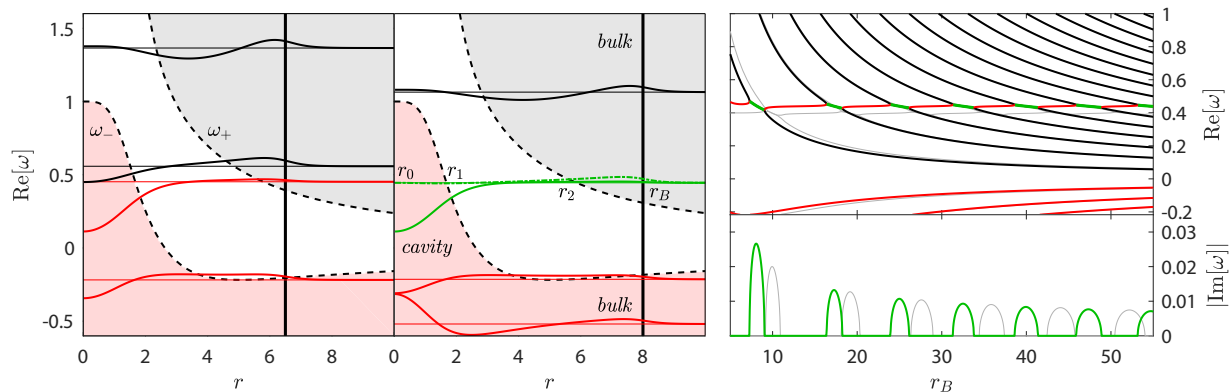 Re[ω]
1.5
1
0.5
0
-0.5
ω₋
ω₊
0
2
4
6
8
r
bulk
r₀
r₁
r₂
r_B
cavity
bulk
0
2
4
6
8
r
1
0.8
0.6
0.4
0.2
0
-0.2
Re[ω]
0.03
0.02
0.01
0
|Im[ω]|
10
20
30
40
50
r_B